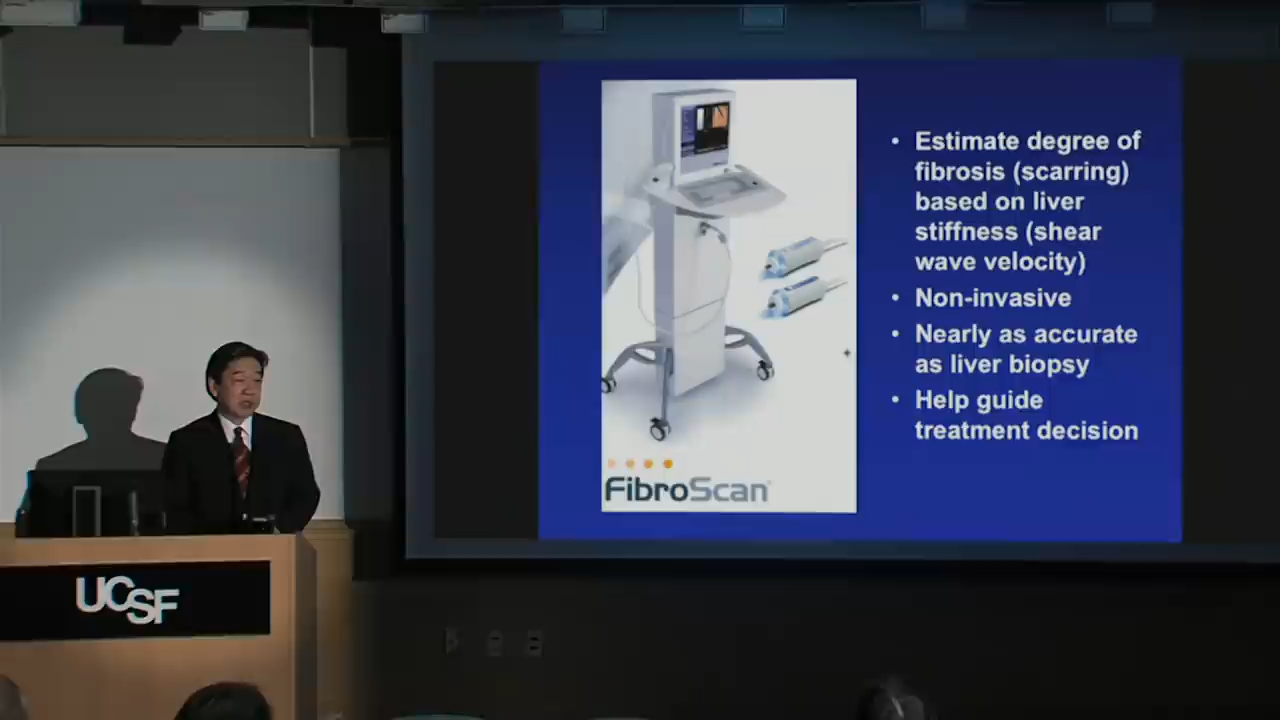 • Estimate degree of
fibrosis (scarring)
based on liver
stiffness (shear
wave velocity)
• Non-invasive
• Nearly as accurate
as liver biopsy
• Help guide
treatment decision
FibroScan
UCSF